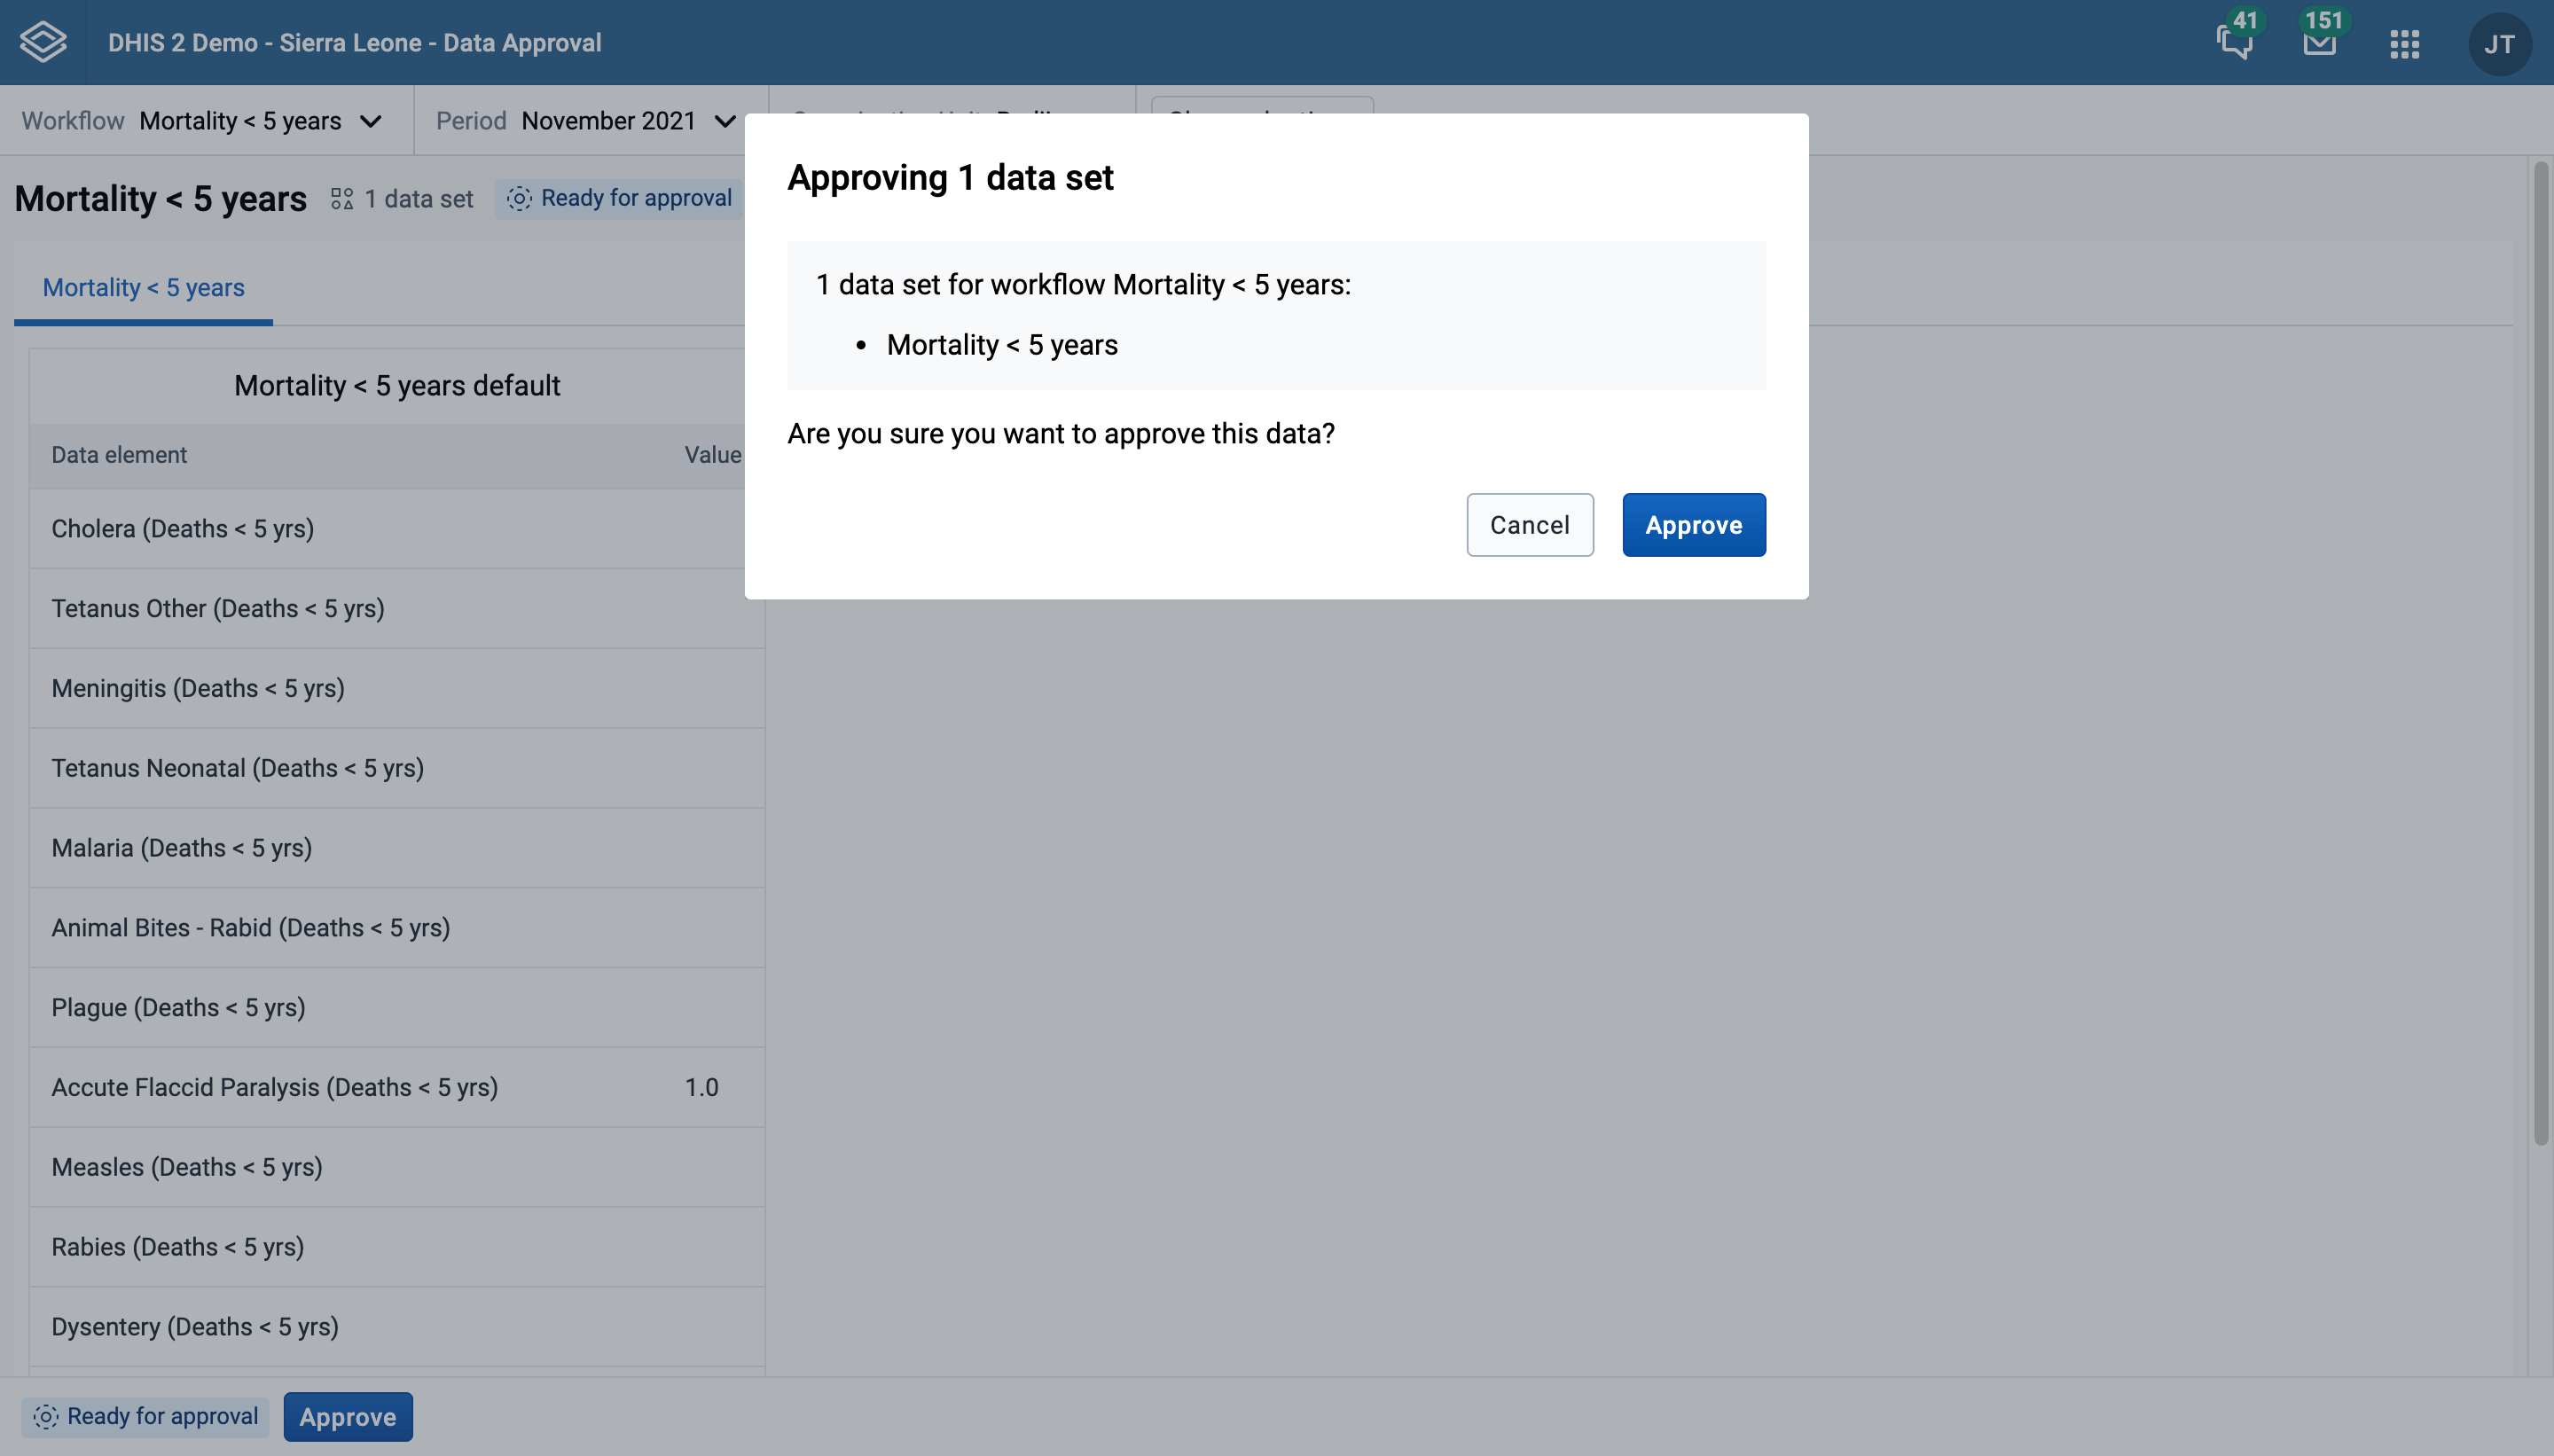 DHIS 2 Demo - Sierra Leone - Data Approval
41
151
JT
Workflow Mortality < 5 years
Period November 2021
Mortality < 5 years
1 data set
Ready for approval
Mortality < 5 years
Mortality < 5 years default
Data element Value
Cholera (Deaths < 5 yrs)
Tetanus Other (Deaths < 5 yrs)
Meningitis (Deaths < 5 yrs)
Tetanus Neonatal (Deaths < 5 yrs)
Malaria (Deaths < 5 yrs)
Animal Bites - Rabid (Deaths < 5 yrs)
Plague (Deaths < 5 yrs)
Accute Flaccid Paralysis (Deaths < 5 yrs) 1.0
Measles (Deaths < 5 yrs)
Rabies (Deaths < 5 yrs)
Dysentery (Deaths < 5 yrs)
Ready for approval
Approve
Approving 1 data set
1 data set for workflow Mortality < 5 years:
• Mortality < 5 years
Are you sure you want to approve this data?
Cancel
Approve